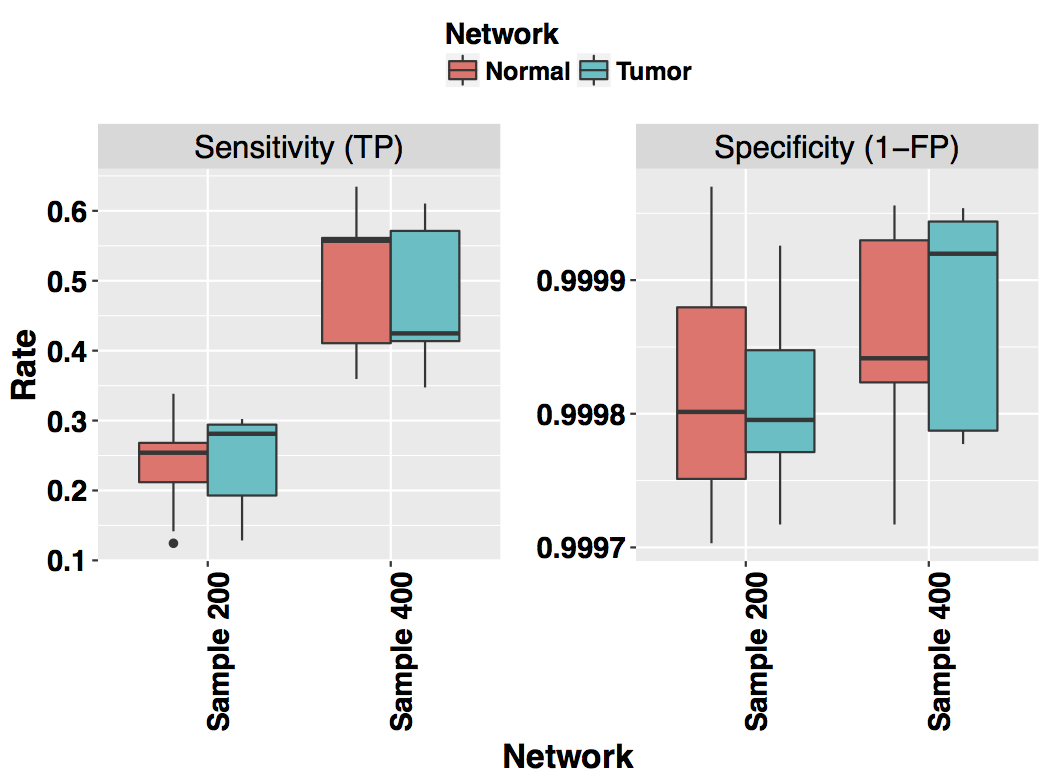 Network
Normal Tumor
Sensitivity (TP)
Specificity (1−FP)
Rate
0.6
0.5
0.4
0.3
0.2
0.1
0.9999
0.9998
0.9997
Sample 200
Sample 400
Sample 200
Sample 400
Network